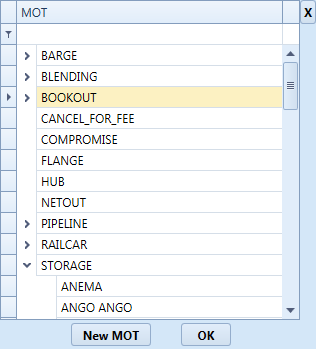 MOT
X
BARGE
BLENDING
BOOKOUT
CANCEL_FOR_FEE
COMPROMISE
FLANGE
HUB
NETOUT
PIPELINE
RAILCAR
STORAGE
ANEMA
ANGO ANGO
New MOT OK